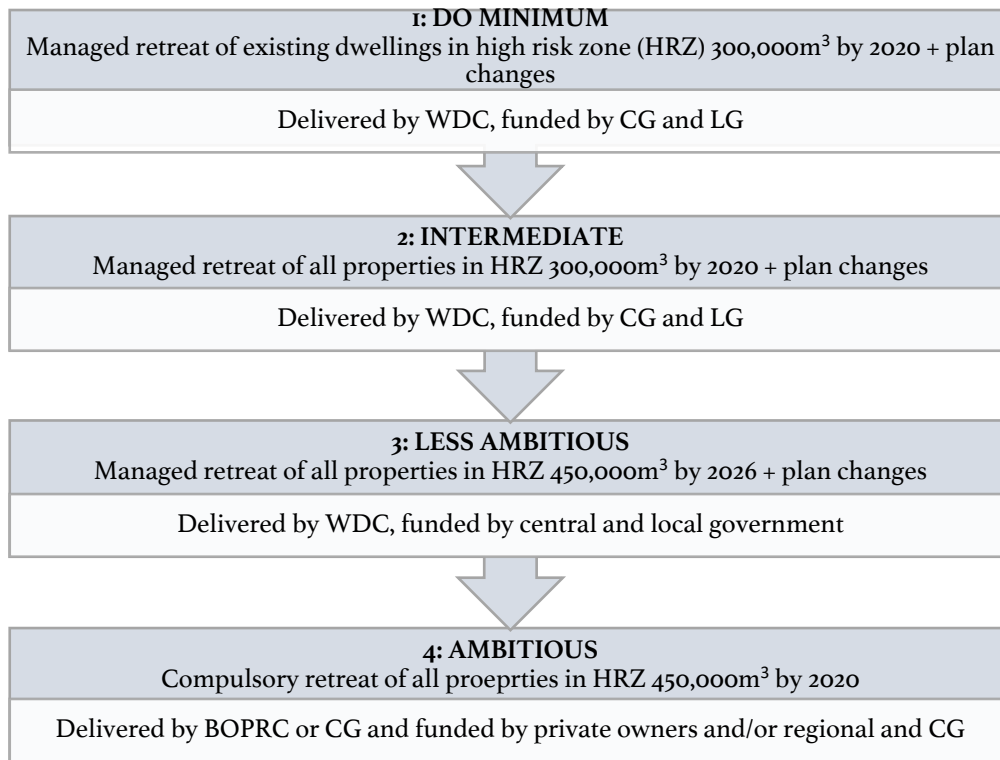 1: DO MINIMUM
Managed retreat of existing dwellings in high risk zone (HRZ) 300,000m³ by 2020 + plan
changes
Delivered by WDC, funded by CG and LG
2: INTERMEDIATE
Managed retreat of all properties in HRZ 300,000m³ by 2020 + plan changes
Delivered by WDC, funded by CG and LG
3: LESS AMBITIOUS
Managed retreat of all properties in HRZ 450,000m³ by 2026 + plan changes
Delivered by WDC, funded by central and local government
4: AMBITIOUS
Compulsory retreat of all proeprties in HRZ 450,000m³ by 2020
Delivered by BOPRC or CG and funded by private owners and/or regional and CG